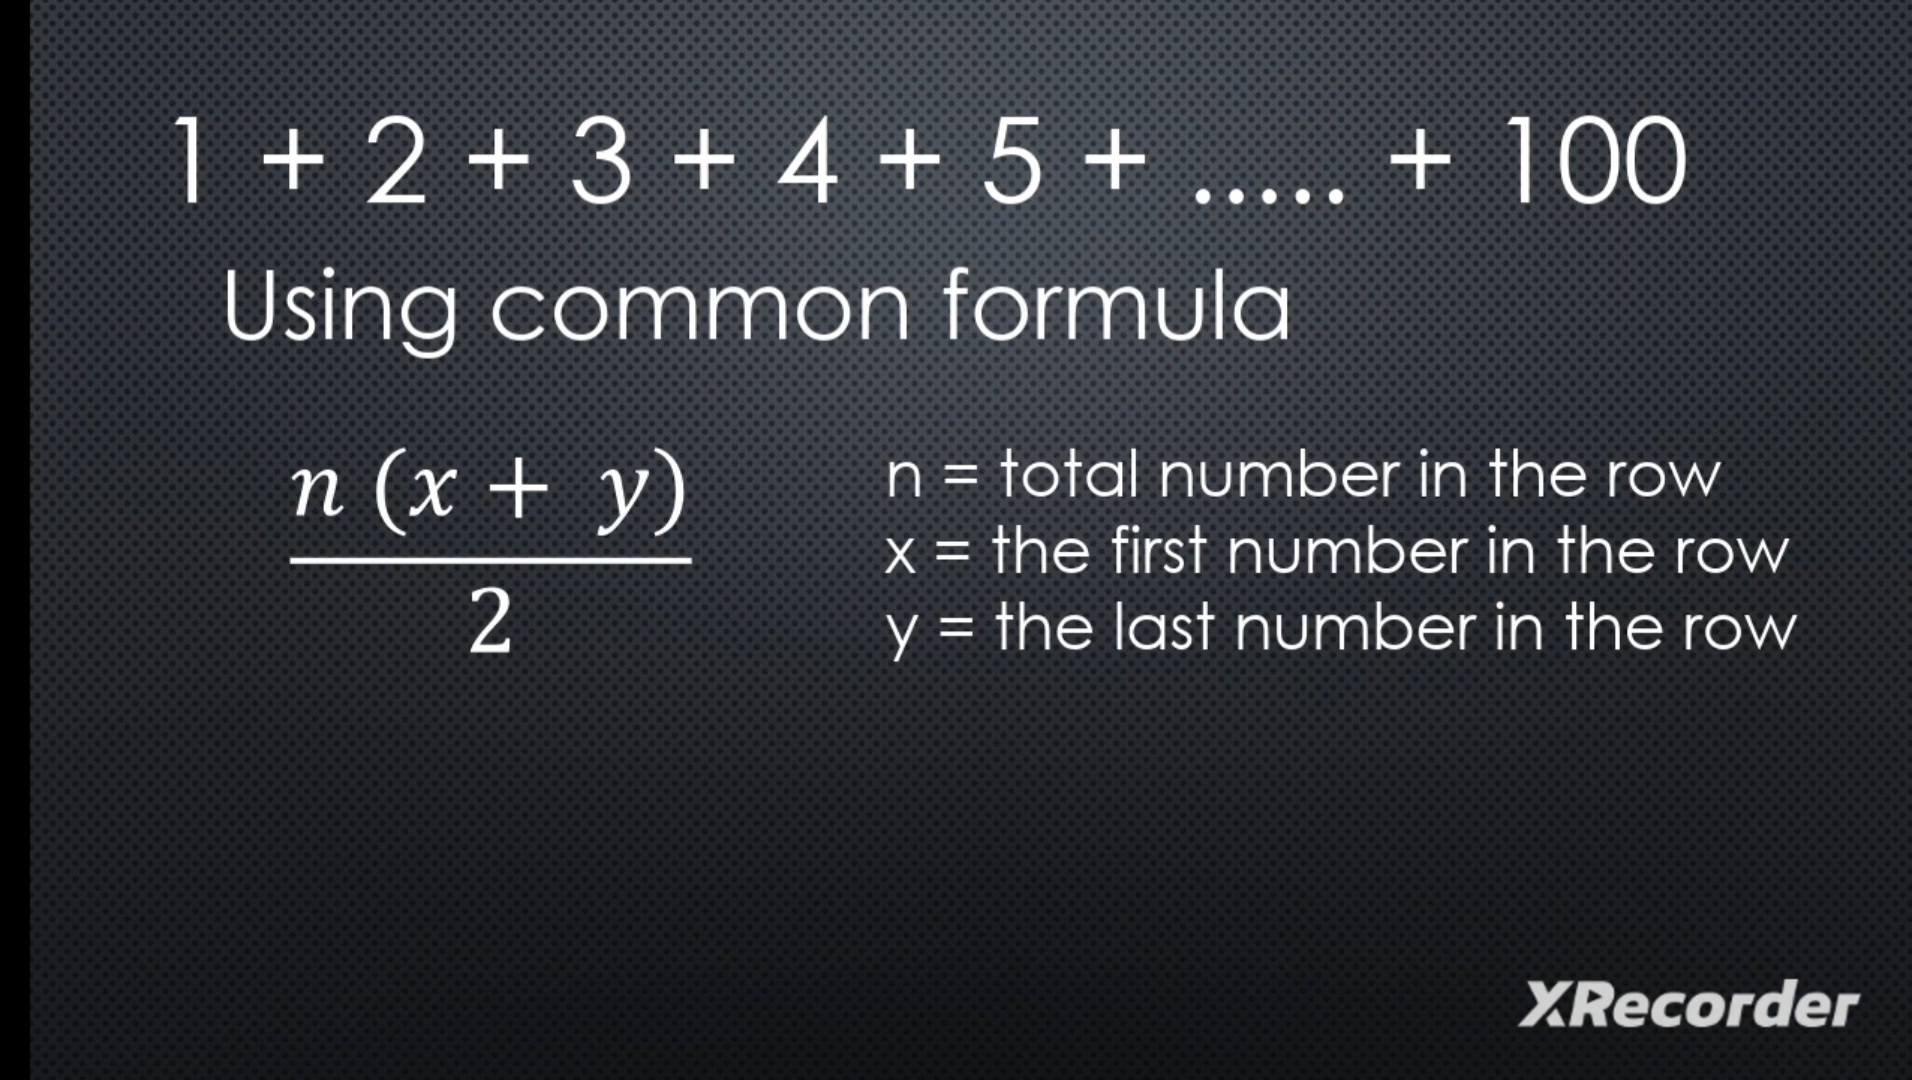 1 + 2 + 3 + 4 + 5 + ..... + 100
Using common formula
n (x + y)
2
n = total number in the row
x = the first number in the row
y = the last number in the row
XRecorder